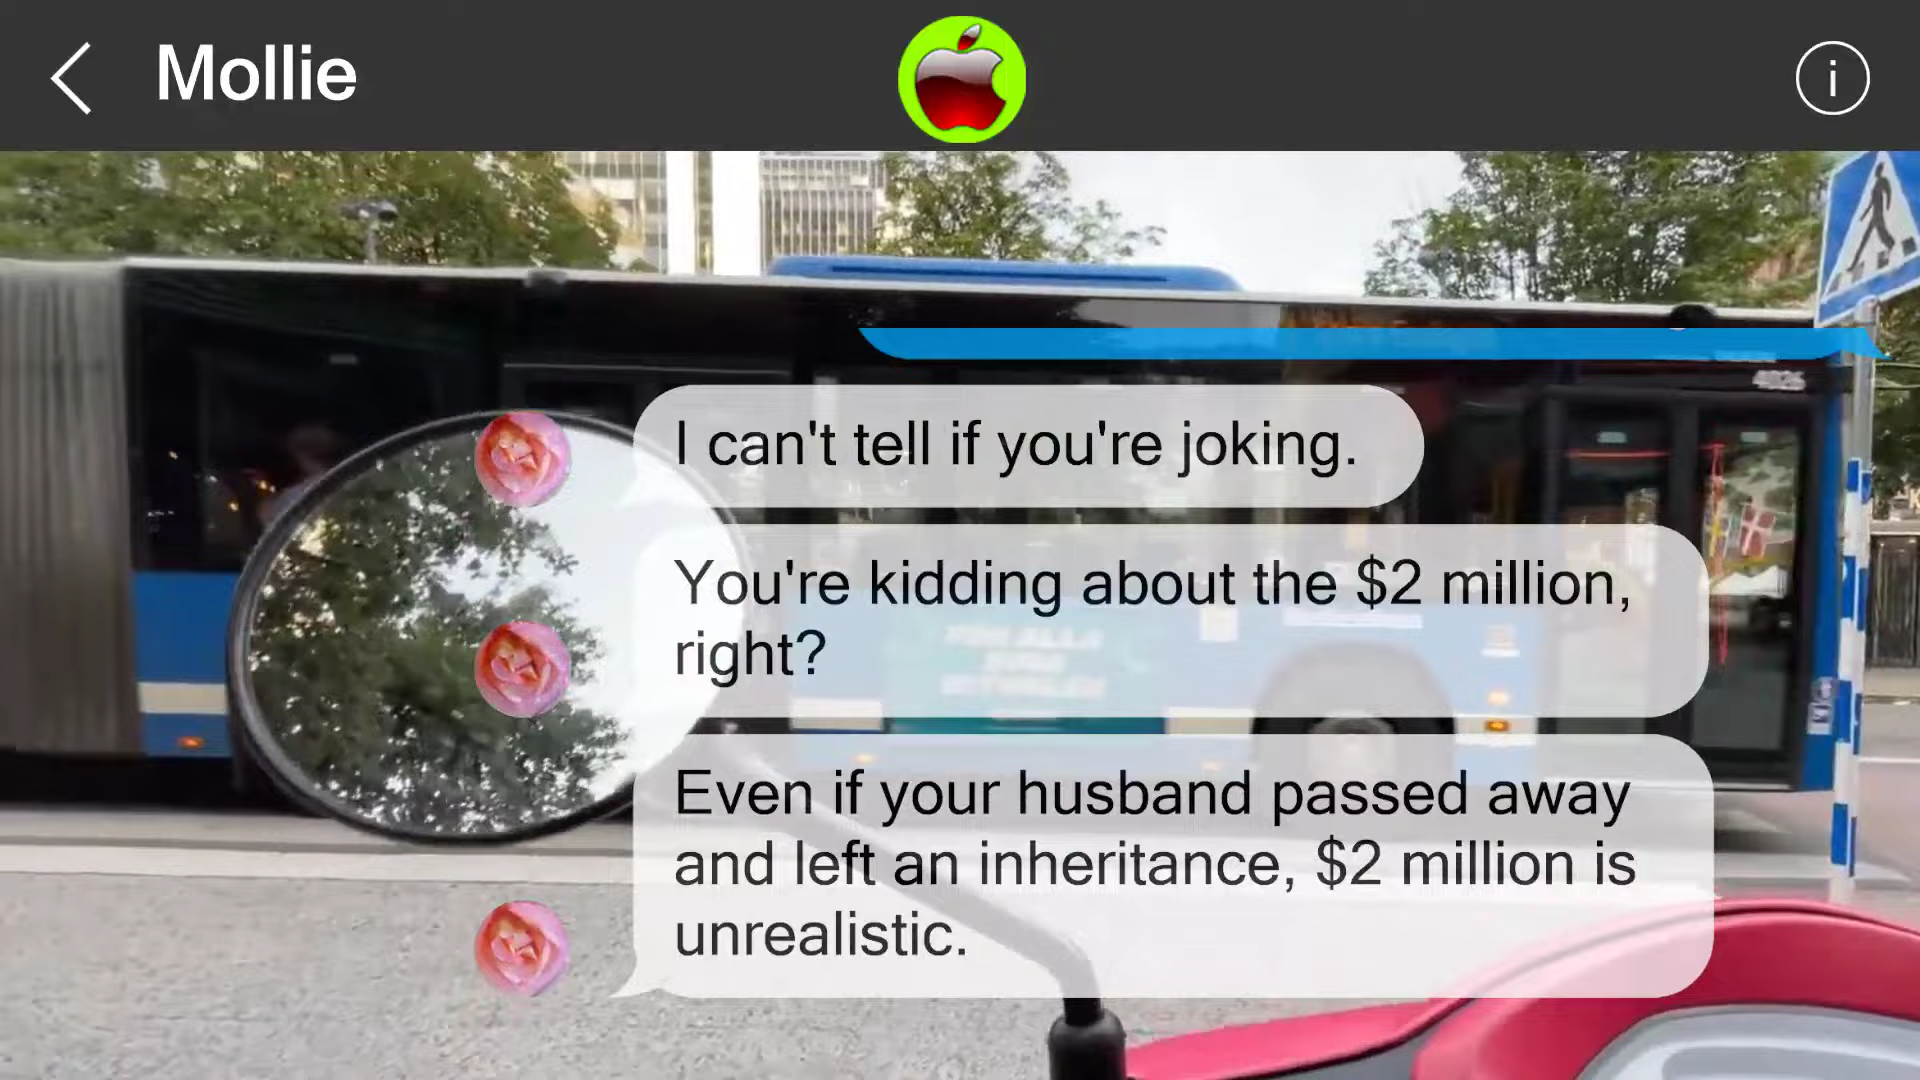 Mollie
I can't tell if you're joking.
You're kidding about the $2 million,
right?
Even if your husband passed away
and left an inheritance, $2 million is
unrealistic.